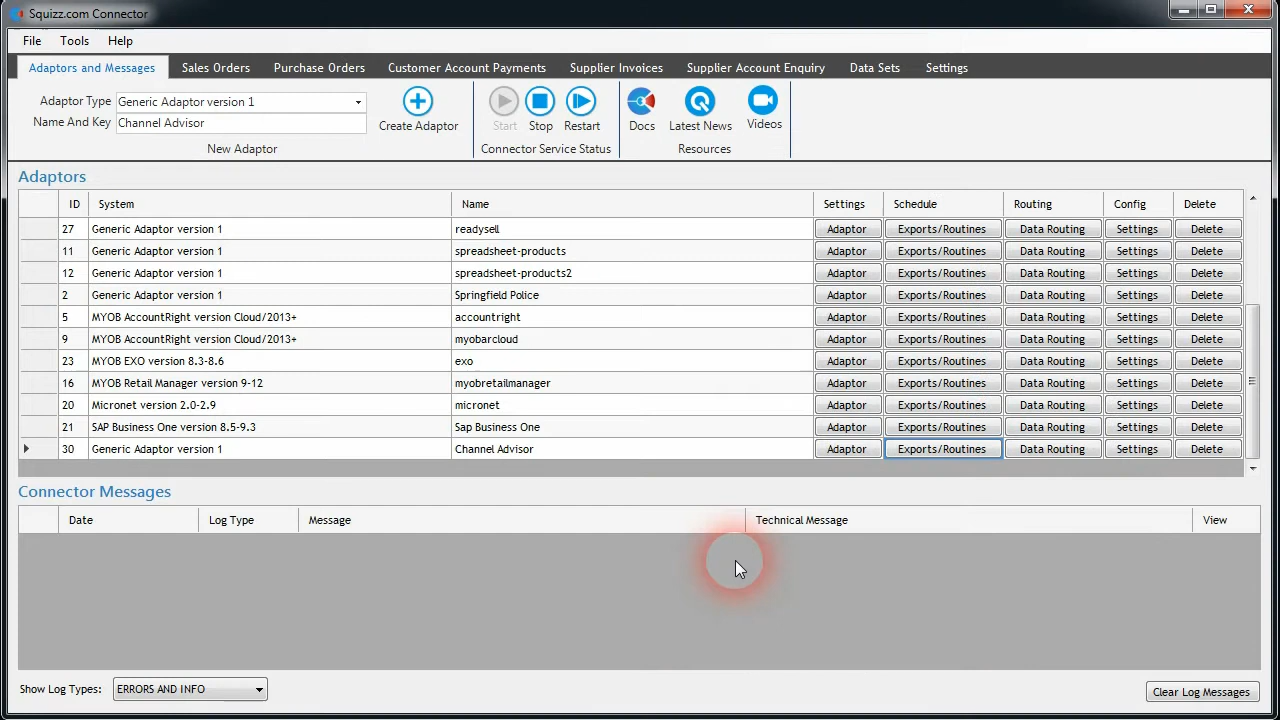 Squizz.com Connector
File Tools Help
Adaptors and Messages Sales Orders Purchase Orders Customer Account Payments Supplier Invoices Supplier Account Enquiry Data Sets Settings
Adaptor Type Generic Adaptor version 1
Name And Key Channel Advisor
Create Adaptor Start Stop Restart Docs Latest News Videos
New Adaptor Connector Service Status Resources
Adaptors
ID System Name Settings Schedule Routing Config Delete
27 Generic Adaptor version 1 readysell Adaptor Exports/Routines Data Routing Settings Delete
11 Generic Adaptor version 1 spreadsheet-products Adaptor Exports/Routines Data Routing Settings Delete
12 Generic Adaptor version 1 spreadsheet-products2 Adaptor Exports/Routines Data Routing Settings Delete
2 Generic Adaptor version 1 Springfield Police Adaptor Exports/Routines Data Routing Settings Delete
5 MYOB AccountRight version Cloud/2013+ accountright Adaptor Exports/Routines Data Routing Settings Delete
9 MYOB AccountRight version Cloud/2013+ myobarcloud Adaptor Exports/Routines Data Routing Settings Delete
23 MYOB EXO version 8.3-8.6 exo Adaptor Exports/Routines Data Routing Settings Delete
16 MYOB Retail Manager version 9-12 myobretailmanager Adaptor Exports/Routines Data Routing Settings Delete
20 Micronet version 2.0-2.9 micronet Adaptor Exports/Routines Data Routing Settings Delete
21 SAP Business One version 8.5-9.3 Sap Business One Adaptor Exports/Routines Data Routing Settings Delete
30 Generic Adaptor version 1 Channel Advisor Adaptor Exports/Routines Data Routing Settings Delete
Connector Messages
Date Log Type Message Technical Message View
Show Log Types: ERRORS AND INFO Clear Log Messages